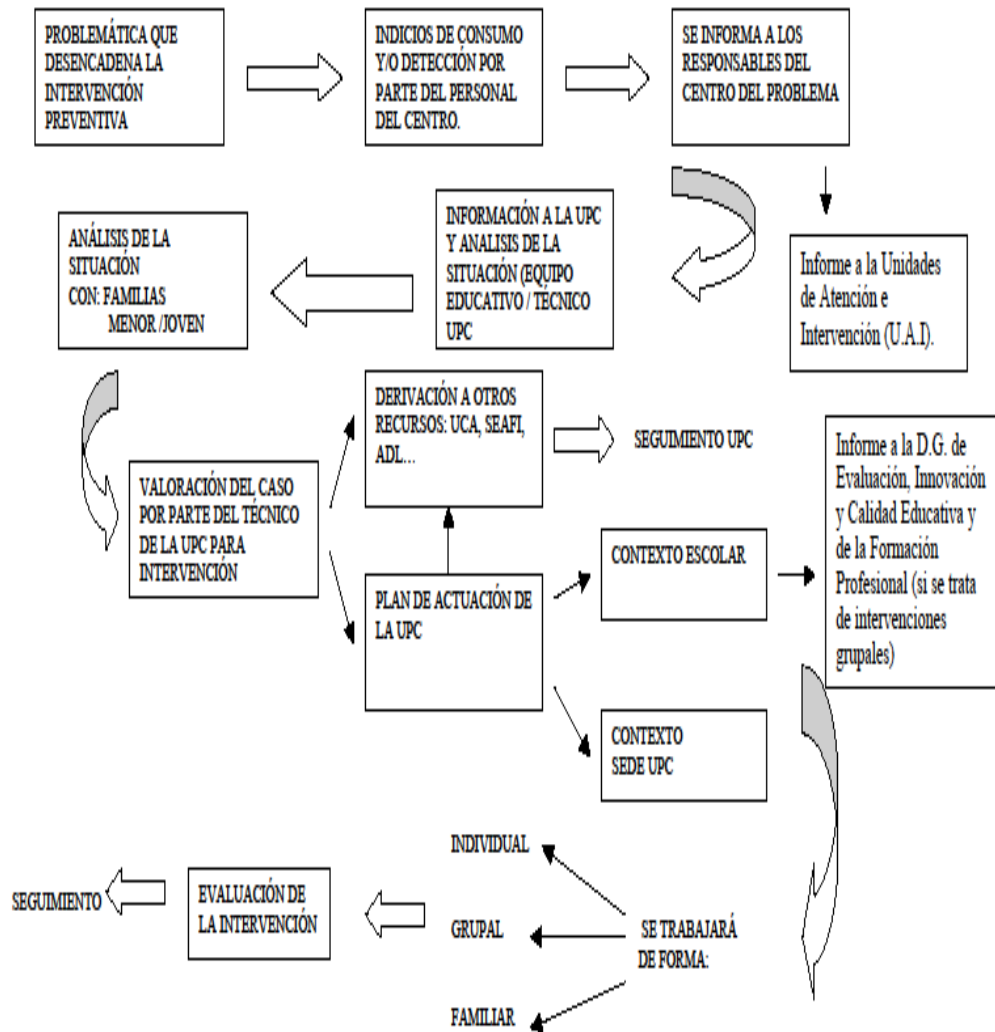 PROBLEMÁTICA QUE
DESENCADENA LA
INTERVENCIÓN
PREVENTIVA
INDICIOS DE CONSUMO
Y/O DETECCIÓN POR
PARTE DEL PERSONAL
DEL CENTRO.
SE INFORMA A LOS
RESPONSABLES DEL
CENTRO DEL PROBLEMA
ANÁLISIS DE LA
SITUACIÓN
CON: FAMILIAS
MENOR /JOVEN
INFORMACIÓN A LA UPC
Y ANALISIS DE LA
SITUACIÓN (EQUIPO
EDUCATIVO / TÉCNICO
UPC
Informe a la Unidades
de Atención e
Intervención (U.A.I).
DERIVACIÓN A OTROS
RECURSOS: UCA, SEAFI,
ADL...
SEGUIMIENTO UPC
VALORACIÓN DEL CASO
POR PARTE DEL TÉCNICO
DE LA UPC PARA
INTERVENCIÓN
PLAN DE ACTUACIÓN DE
LA UPC
CONTEXTO ESCOLAR
Informe a la D.G. de
Evaluación, Innovación
y Calidad Educativa y
de la Formación
Profesional (si se trata
de intervenciones
grupales)
CONTEXTO
SEDE UPC
INDIVIDUAL
SEGUIMIENTO
EVALUACIÓN DE
LA INTERVENCIÓN
GRUPAL
SE TRABAJARÁ
DE FORMA:
FAMILIAR